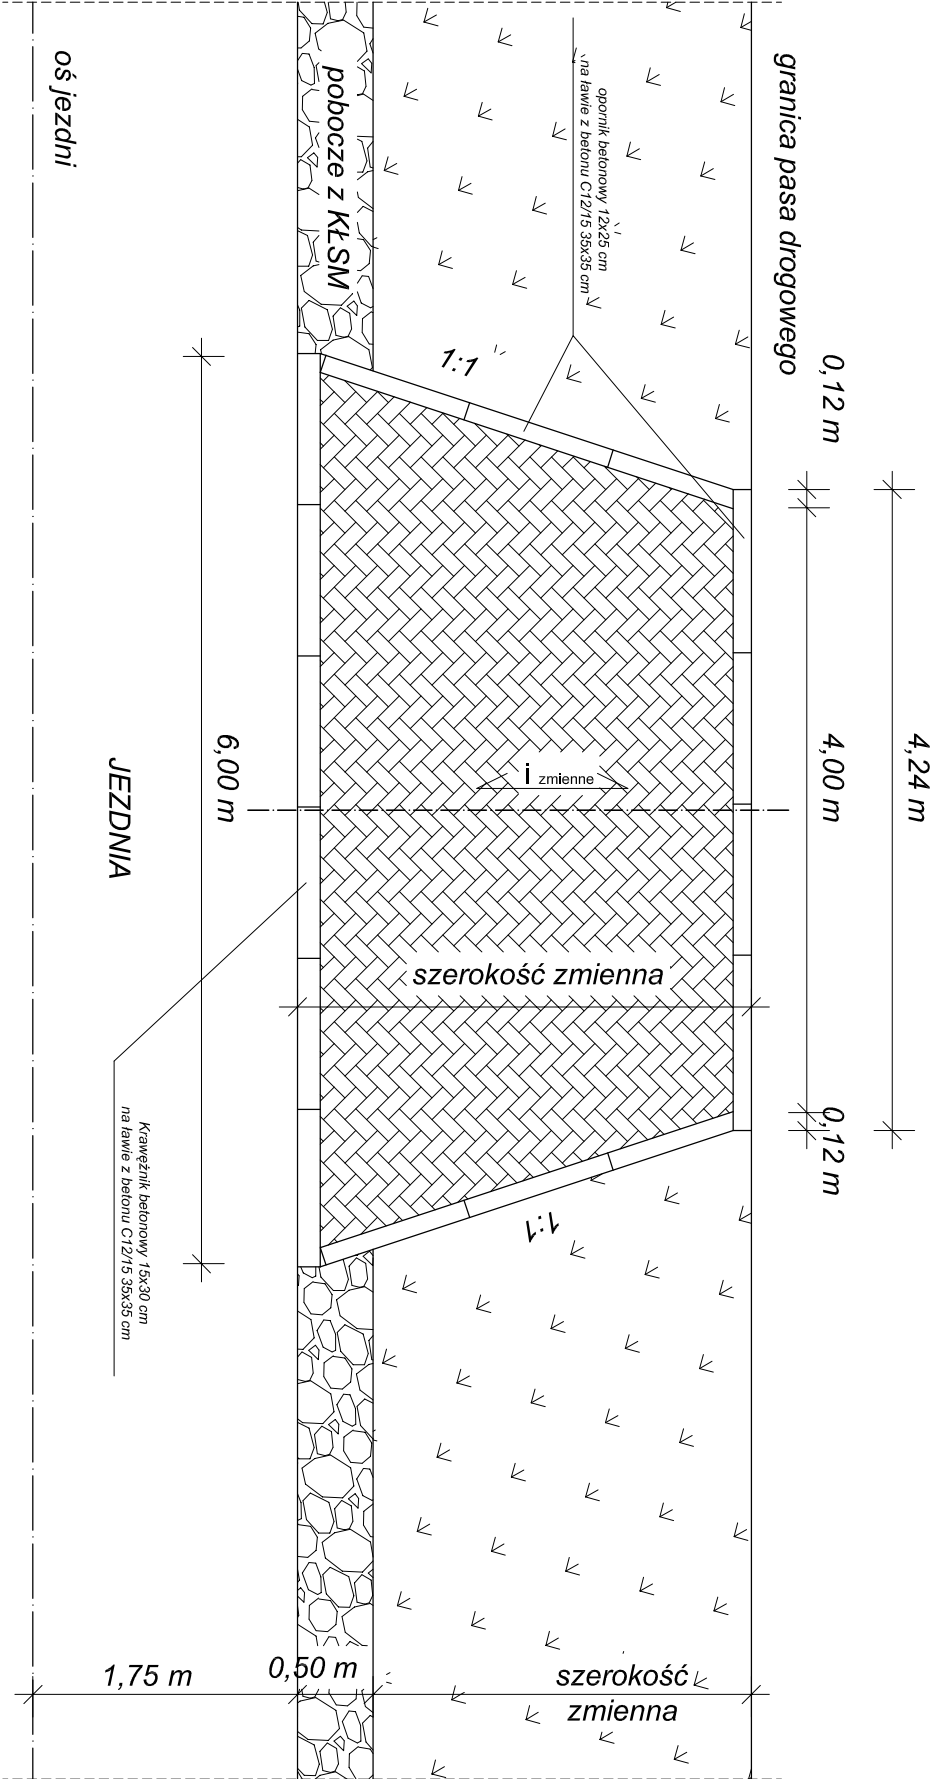 granica pasa drogowego
opornik betonowy 12x25 cm
na ławie z betonu C12/15 35x35 cm
pobocze z KŁSM
oś jezdni
1:1
0,12 m
4,24 m
4,00 m
i zmienne
6,00 m
JEZDNIA
szerokość zmienna
0,12 m
1:1
Krawężnik betonowy 15x30 cm
na ławie z betonu C12/15 35x35 cm
1,75 m
0,50 m
szerokość
zmienna